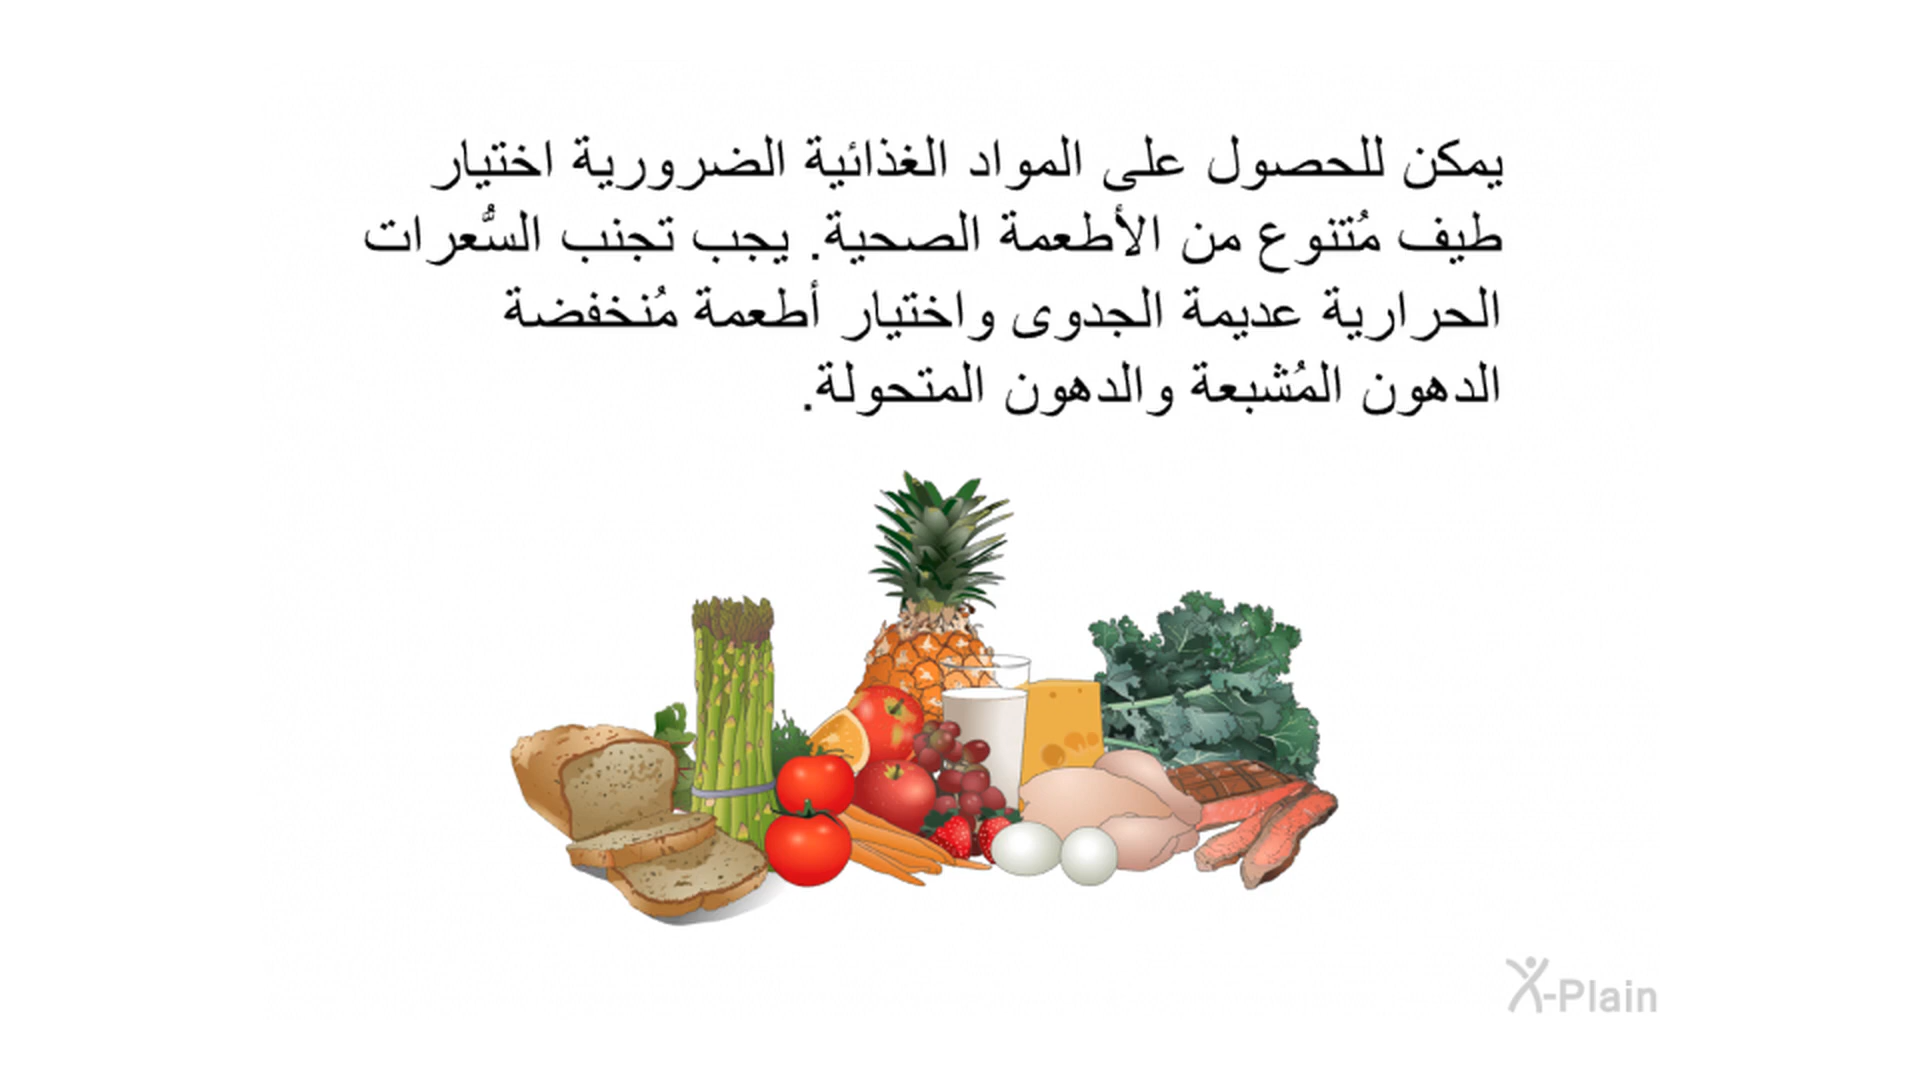 يمكن للحصول على المواد الغذائية الضرورية اختيار
طيف مُتنوع من الأطعمة الصحية. يجب تجنب السُّعرات
الحرارية عديمة الجدوى واختيار أطعمة مُنخفضة
الدهون المُشبعة والدهون المتحولة.
X-Plain